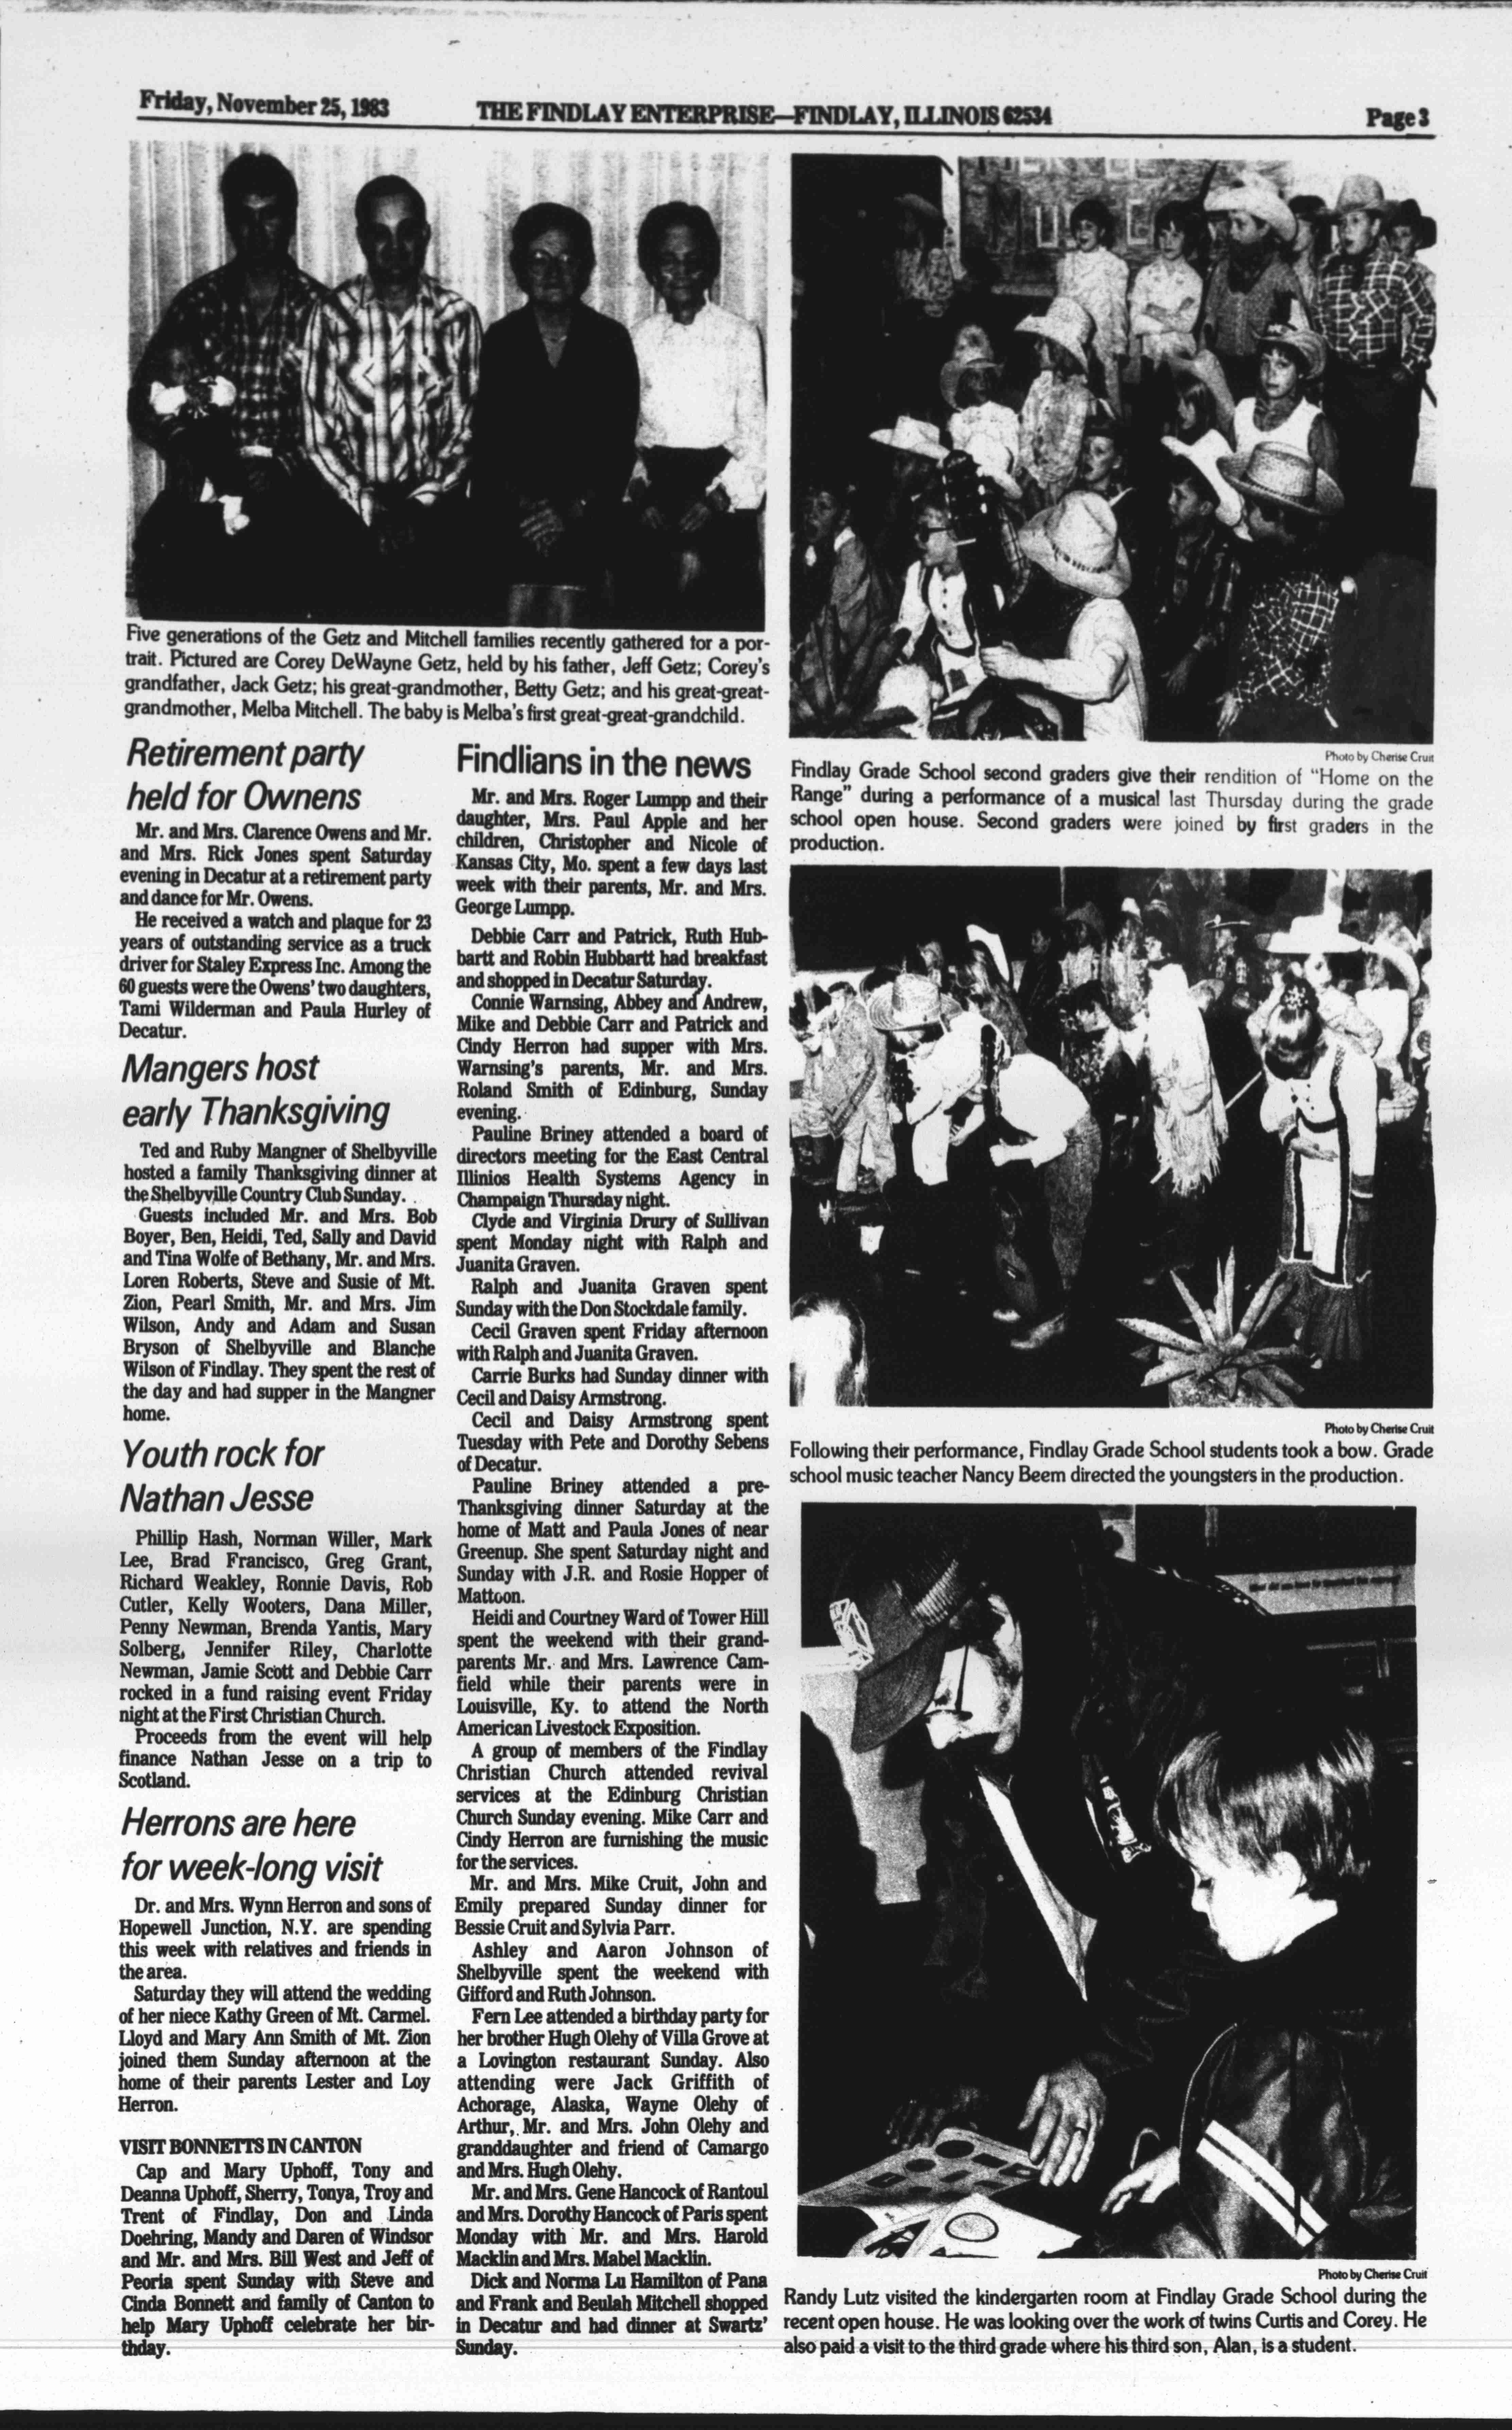 Friday, November 25, 1983
THE FINDLAY ENTERPRISE—FINDLAY, ILLINOIS 62534
Page 3
Five generations of the Getz and Mitchell families recently gathered for a por-
trait. Pictured are Corey DeWayne Getz, held by his father, Jeff Getz; Corey's
grandfather, Jack Getz; his great-grandmother, Betty Getz; and his great-great-
grandmother, Melba Mitchell. The baby is Melba's first great-great-grandchild.
Retirement party
held for Ownens
Mr. and Mrs. Clarence Owens and Mr.
and Mrs. Rick Jones spent Saturday
evening in Decatur at a retirement party
and dance for Mr. Owens.
He received a watch and plaque for 23
years of outstanding service as a truck
driver for Staley Express Inc. Among the
60 guests were the Owens' two daughters,
Tami Wilderman and Paula Hurley of
Decatur.
Mangers host
early Thanksgiving
Ted and Ruby Mangner of Shelbyville
hosted a family Thanksgiving dinner at
the Shelbyville Country Club Sunday.
Guests included Mr. and Mrs. Bob
Boyer, Ben, Heidi, Ted, Sally and David
and Tina Wolfe of Bethany, Mr. and Mrs.
Loren Roberts, Steve and Susie of Mt.
Zion, Pearl Smith, Mr. and Mrs. Jim
Wilson, Andy and Adam and Susan
Bryson of Shelbyville and Blanche
Wilson of Findlay. They spent the rest of
the day and had supper in the Mangner
home.
Youth rock for
Nathan Jesse
Phillip Hash, Norman Willer, Mark
Lee, Brad Francisco, Greg Grant,
Richard Weakley, Ronnie Davis, Rob
Cutler, Kelly Wooters, Dana Miller,
Penny Newman, Brenda Yantis, Mary
Solberg, Jennifer Riley, Charlotte
Newman, Jamie Scott and Debbie Carr
rocked in a fund raising event Friday
night at the First Christian Church.
Proceeds from the event will help
finance Nathan Jesse on a trip to
Scotland.
Herrons are here
for week-long visit
Dr. and Mrs. Wynn Herron and sons of
Hopewell Junction, N.Y. are spending
this week with relatives and friends in
the area.
Saturday they will attend the wedding
of her niece Kathy Green of Mt. Carmel.
Lloyd and Mary Ann Smith of Mt. Zion
joined them Sunday afternoon at the
home of their parents Lester and Loy
Herron.
VISIT BONNETTS IN CANTON
Cap and Mary Uphoff, Tony and
Deanna Uphoff, Sherry, Tonya, Troy and
Trent of Findlay, Don and Linda
Doehring, Mandy and Daren of Windsor
and Mr. and Mrs. Bill West and Jeff of
Peoria spent Sunday with Steve and
Cinda Bonnett and family of Canton to
help Mary Uphoff celebrate her bir-
thday.
Findlians in the news
Mr. and Mrs. Roger Lumpp and their
daughter, Mrs. Paul Apple and her
children, Christopher and Nicole of
Kansas City, Mo. spent a few days last
week with their parents, Mr. and Mrs.
George Lumpp.
Debbie Carr and Patrick, Ruth Hub-
bartt and Robin Hubbartt had breakfast
and shopped in Decatur Saturday.
Connie Warnsing, Abbey and Andrew,
Mike and Debbie Carr and Patrick and
Cindy Herron had supper with Mrs.
Warnsing's parents, Mr. and Mrs.
Roland Smith of Edinburg, Sunday
evening.
Pauline Briney attended a board of
directors meeting for the East Central
Illinios Health Systems Agency in
Champaign Thursday night.
Clyde and Virginia Drury of Sullivan
spent Monday night with Ralph and
Juanita Graven.
Ralph and Juanita Graven spent
Sunday with the Don Stockdale family.
Cecil Graven spent Friday afternoon
with Ralph and Juanita Graven.
Carrie Burks had Sunday dinner with
Cecil and Daisy Armstrong.
Cecil and Daisy Armstrong spent
Tuesday with Pete and Dorothy Sebens
of Decatur.
Pauline Briney attended a pre-
Thanksgiving dinner Saturday at the
home of Matt and Paula Jones of near
Greenup. She spent Saturday night and
Sunday with J.R. and Rosie Hopper of
Mattoon.
Heidi and Courtney Ward of Tower Hill
spent the weekend with their grand-
parents Mr. and Mrs. Lawrence Cam-
field while their parents were in
Louisville, Ky. to attend the North
American Livestock Exposition.
A group of members of the Findlay
Christian Church attended revival
services at the Edinburg Christian
Church Sunday evening. Mike Carr and
Cindy Herron are furnishing the music
for the services.
Mr. and Mrs. Mike Cruit, John and
Emily prepared Sunday dinner for
Bessie Cruit and Sylvia Parr.
Ashley and Aaron Johnson of
Shelbyville spent the weekend with
Gifford and Ruth Johnson.
Fern Lee attended a birthday party for
her brother Hugh Olehy of Villa Grove at
a Lovington restaurant Sunday. Also
attending were Jack Griffith of
Achorage, Alaska, Wayne Olehy of
Arthur, Mr. and Mrs. John Olehy and
granddaughter and friend of Camargo
and Mrs. Hugh Olehy.
Mr. and Mrs. Gene Hancock of Rantoul
and Mrs. Dorothy Hancock of Paris spent
Monday with Mr. and Mrs. Harold
Macklin and Mrs. Mabel Macklin.
Dick and Norma Lu Hamilton of Pana
and Frank and Beulah Mitchell shopped
in Decatur and had dinner at Swartz'
Sunday.
Photo by Cherise Cruit
Findlay Grade School second graders give their rendition of "Home on the
Range" during a performance of a musical last Thursday during the grade
school open house. Second graders were joined by first graders in the
production.
Photo by Cherise Cruit
Following their performance, Findlay Grade School students took a bow. Grade
school music teacher Nancy Beem directed the youngsters in the production.
Photo by Cherise Cruit
Randy Lutz visited the kindergarten room at Findlay Grade School during the
recent open house. He was looking over the work of twins Curtis and Corey. He
also paid a visit to the third grade where his third son, Alan, is a student.